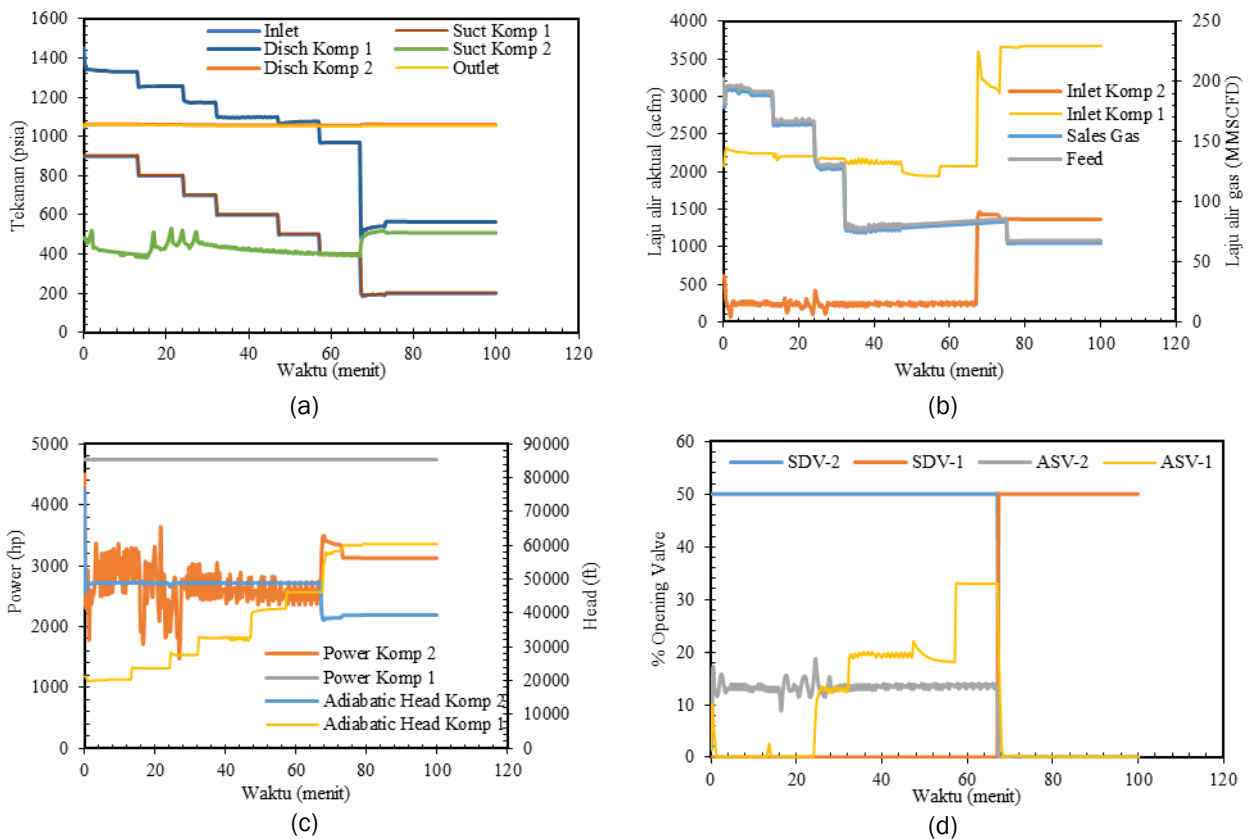 1600
1400
1200
1000
800
600
400
200
0
Tekanan (psia)
Inlet
Suct Komp 1
Disch Komp 1
Suct Komp 2
Disch Komp 2
Outlet
0 20 40 60 80 100 120
Waktu (menit)
(a)
4000
3500
3000
2500
2000
1500
1000
500
0
Laju alir aktual (acfm)
Inlet Komp 2
Inlet Komp 1
Sales Gas
Feed
250
200
150
100
50
0
Laju alir gas (MMSCFD)
0 20 40 60 80 100 120
Waktu (menit)
(b)
5000
4000
3000
2000
1000
0
Power (hp)
Power Komp 2
Power Komp 1
Adiabatic Head Komp 2
Adiabatic Head Komp 1
90000
80000
70000
60000
50000
40000
30000
20000
10000
0
Head (ft)
0 20 40 60 80 100 120
Waktu (menit)
(c)
60
50
40
30
20
10
0
% Opening Valve
SDV-2 SDV-1 ASV-2 ASV-1
0 20 40 60 80 100 120
Waktu (menit)
(d)